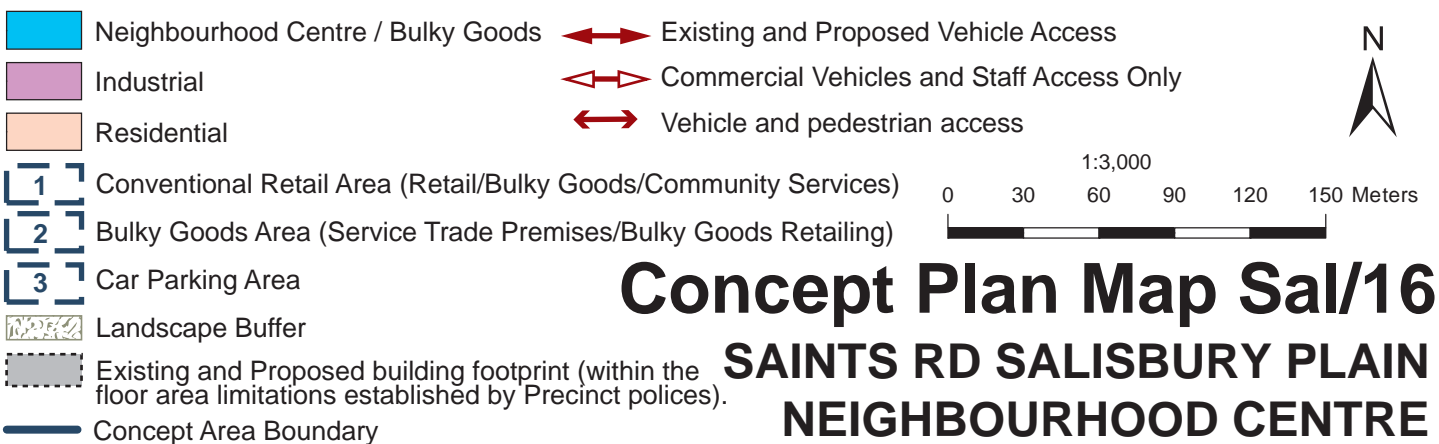 Neighbourhood Centre / Bulky Goods
Industrial
Residential
1 Conventional Retail Area (Retail/Bulky Goods/Community Services)
2 Bulky Goods Area (Service Trade Premises/Bulky Goods Retailing)
3 Car Parking Area
Landscape Buffer
Existing and Proposed building footprint (within the
floor area limitations established by Precinct polices).
Concept Area Boundary
Existing and Proposed Vehicle Access
Commercial Vehicles and Staff Access Only
Vehicle and pedestrian access
N
1:3,000
0 30 60 90 120 150 Meters
Concept Plan Map Sal/16
SAINTS RD SALISBURY PLAIN
NEIGHBOURHOOD CENTRE